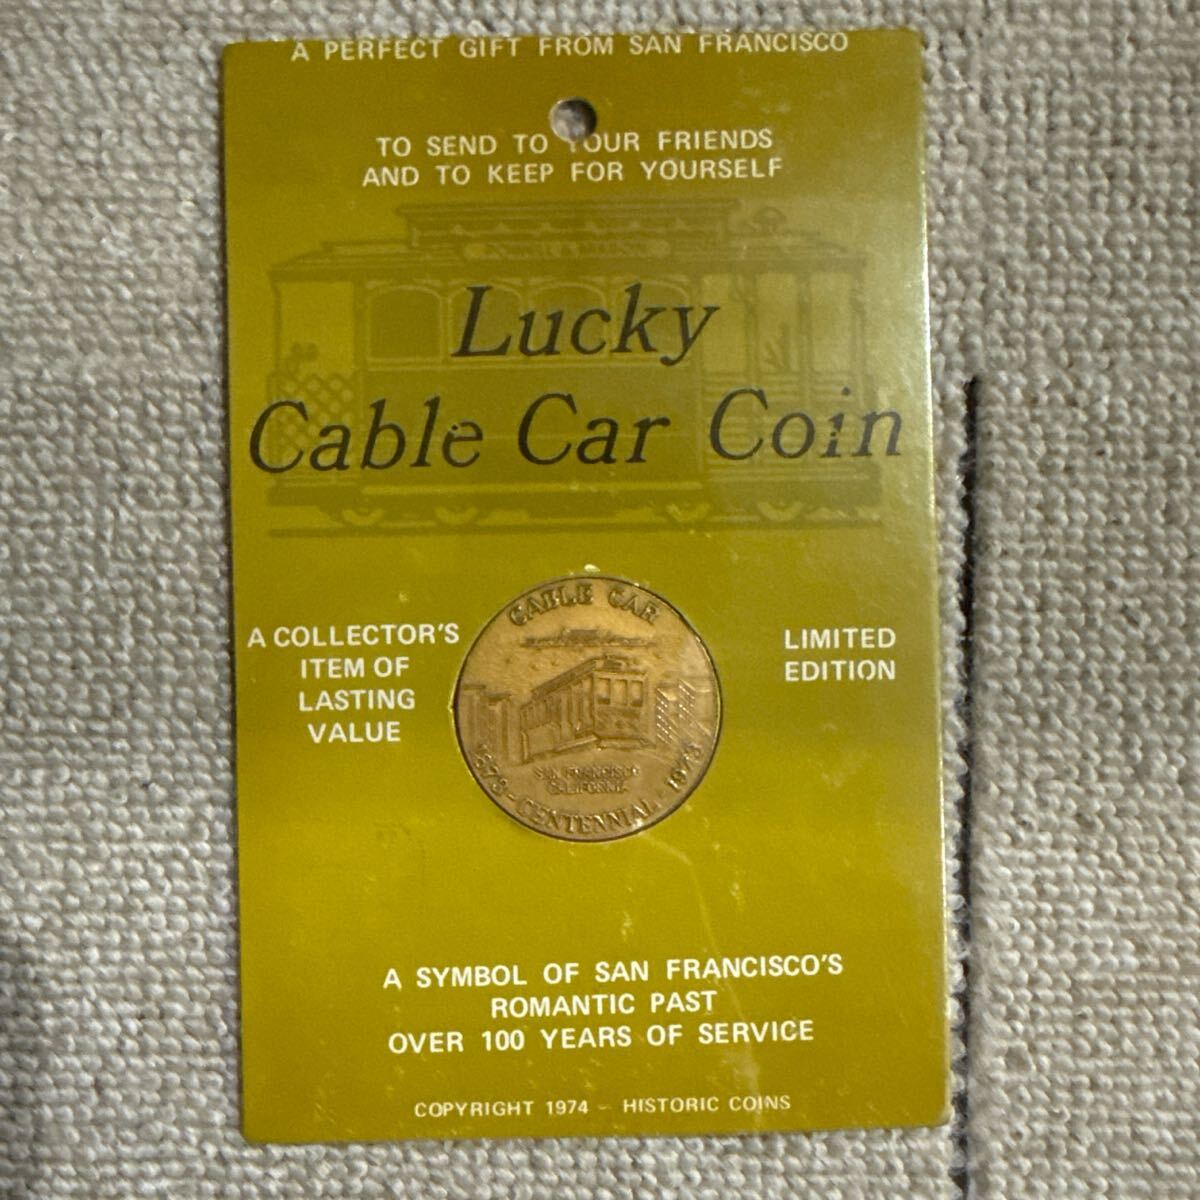 A PERFECT GIFT FROM SAN FRANCISCO
TO SEND TO YOUR FRIENDS
AND TO KEEP FOR YOURSELF
Lucky
Cable Car Coin
A COLLECTOR'S
ITEM OF
LASTING
VALUE
CABLE CAR
SAN FRANCISCO
CALIFORNIA
1873 - CENTENNIAL - 1973
LIMITED
EDITION
A SYMBOL OF SAN FRANCISCO'S
ROMANTIC PAST
OVER 100 YEARS OF SERVICE
COPYRIGHT 1974 - HISTORIC COINS